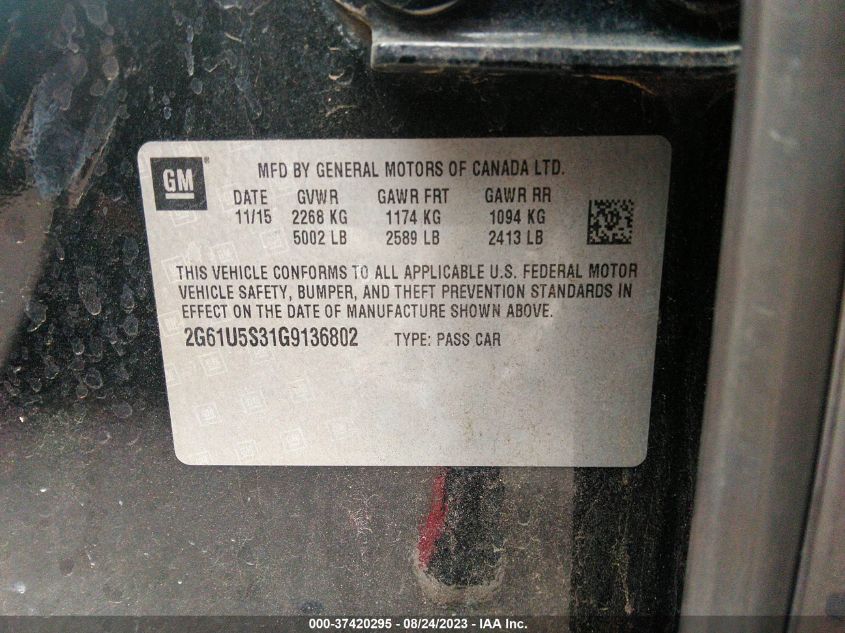 GM ®
MFD BY GENERAL MOTORS OF CANADA LTD.
DATE GVWR GAWR FRT GAWR RR
11/15 2268 KG 1174 KG 1094 KG
5002 LB 2589 LB 2413 LB
THIS VEHICLE CONFORMS TO ALL APPLICABLE U.S. FEDERAL MOTOR
VEHICLE SAFETY, BUMPER, AND THEFT PREVENTION STANDARDS IN
EFFECT ON THE DATE OF MANUFACTURE SHOWN ABOVE.
2G61U5S31G9136802 TYPE: PASS CAR
000-37420295 - 08/24/2023 - IAA Inc.